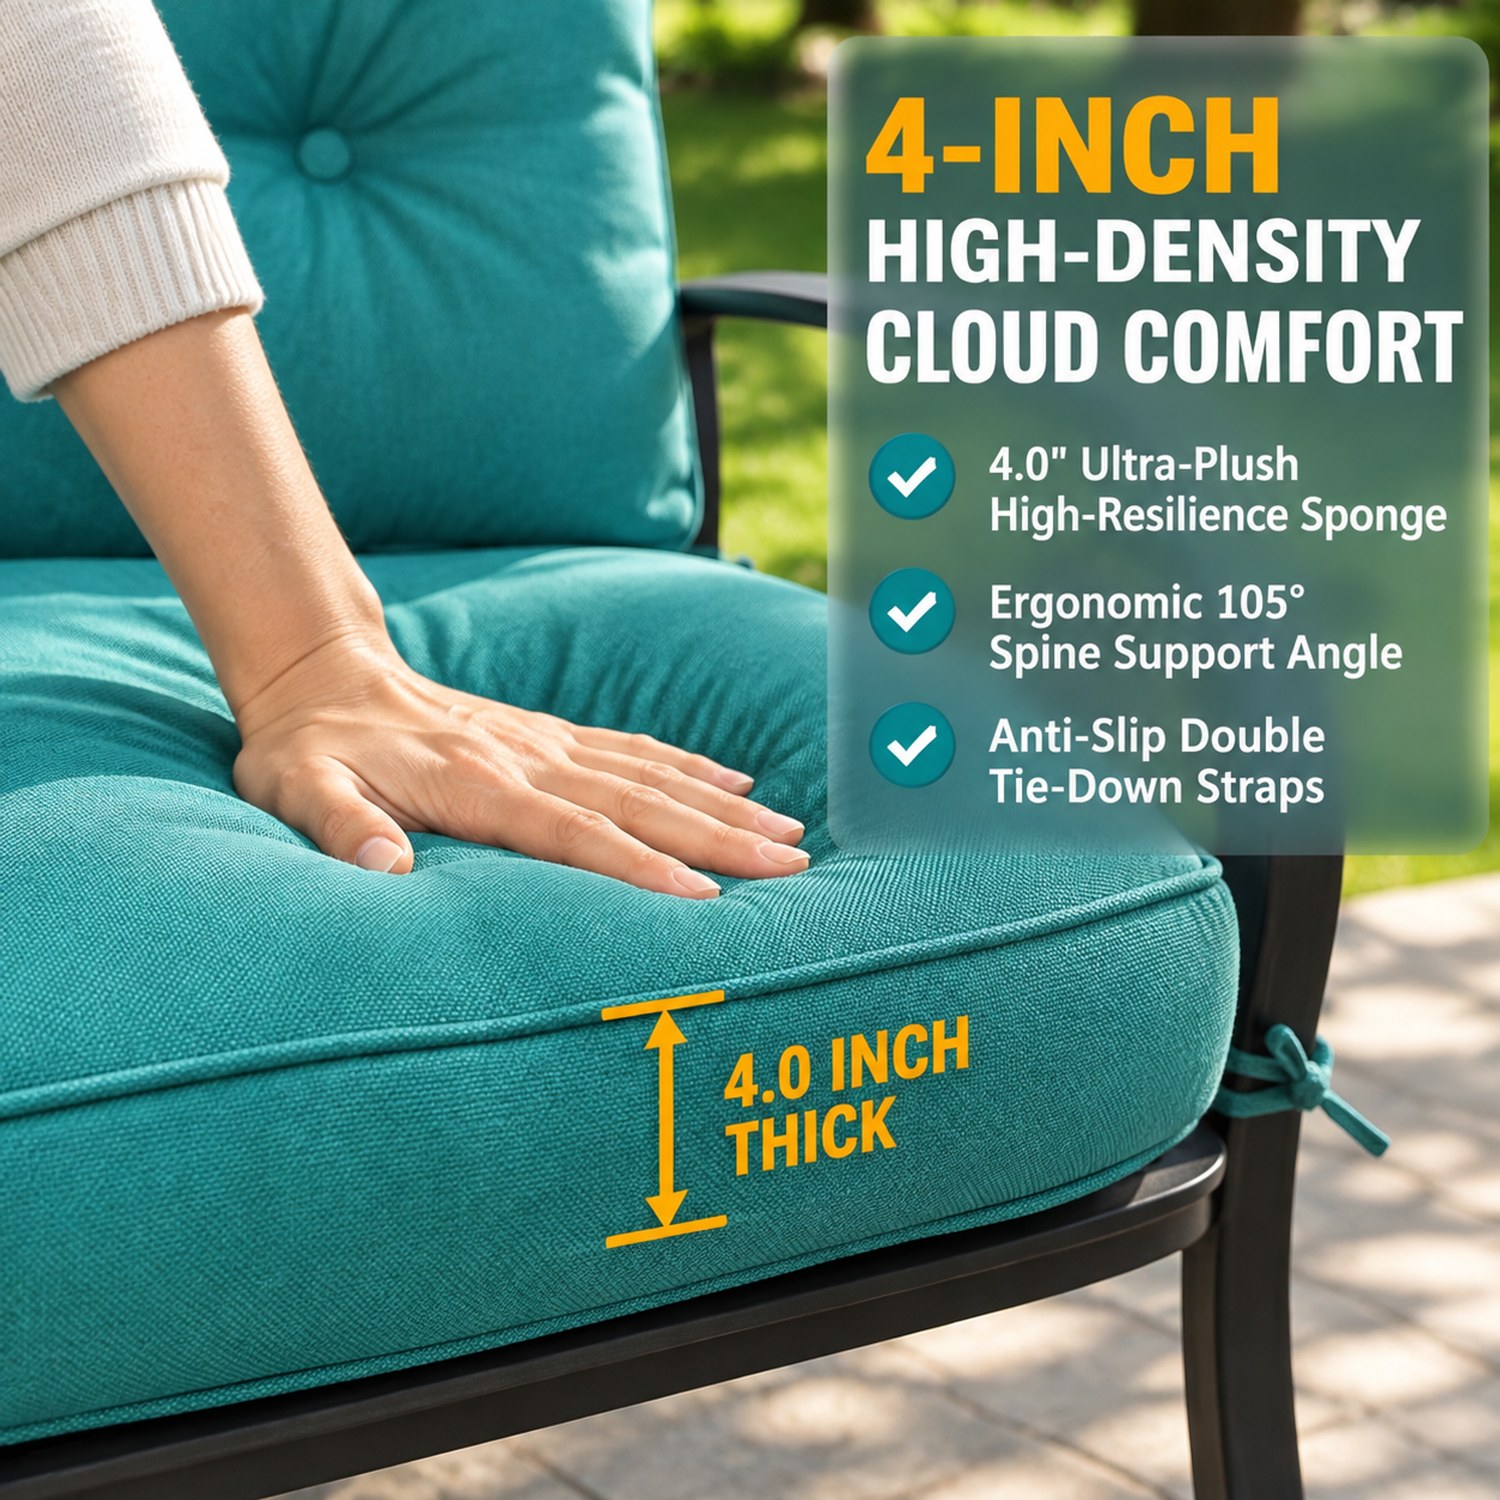 4-INCH
HIGH-DENSITY
CLOUD COMFORT
4.0" Ultra-Plush
High-Resilience Sponge
Ergonomic 105°
Spine Support Angle
Anti-Slip Double
Tie-Down Straps
4.0 INCH
THICK